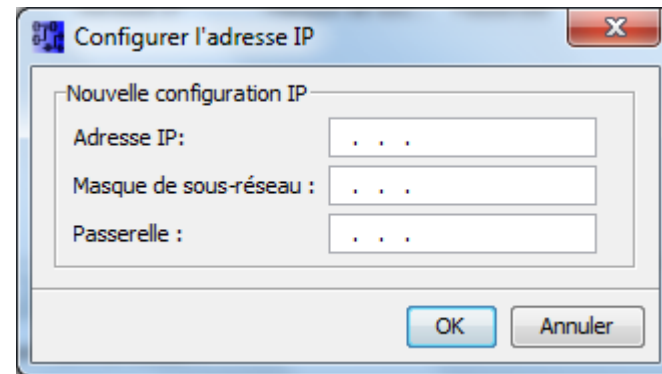 Configurer l'adresse IP
Nouvelle configuration IP
Adresse IP: . . .
Masque de sous-réseau : . . .
Passerelle : . . .
OK Annuler